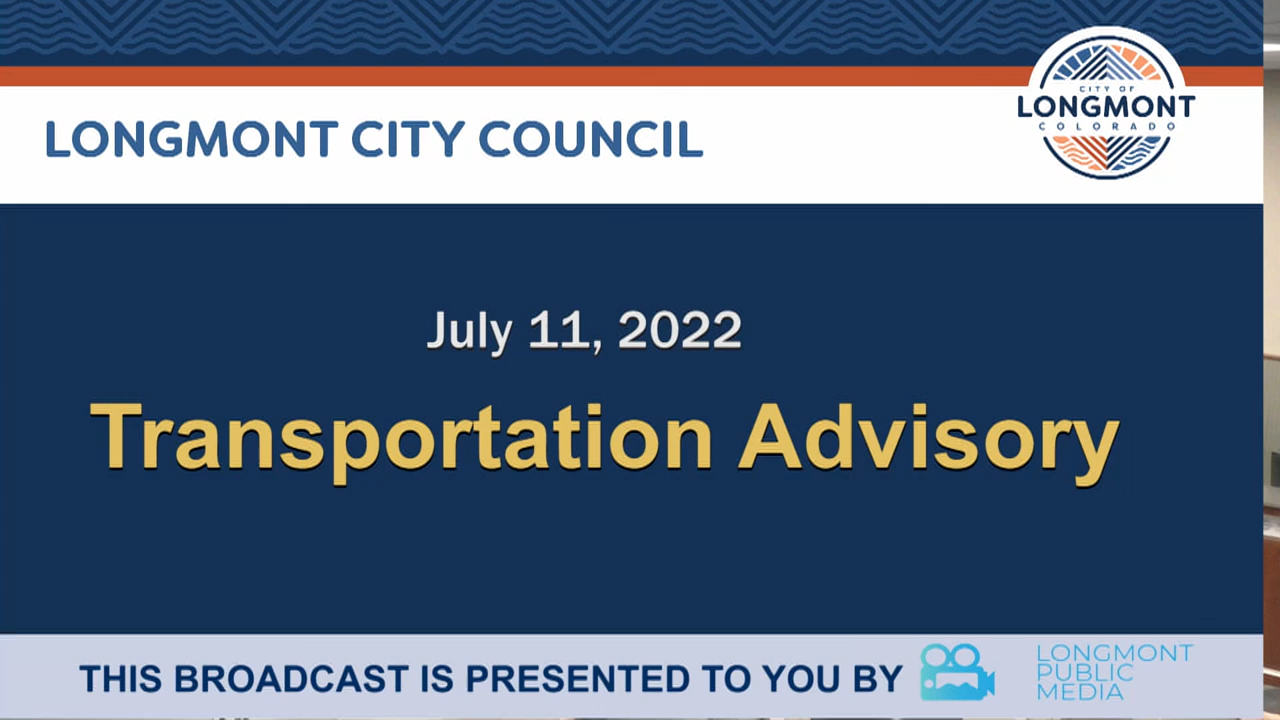 CITY OF
LONGMONT
COLORADO
LONGMONT CITY COUNCIL
July 11, 2022
Transportation Advisory
THIS BROADCAST IS PRESENTED TO YOU BY
LONGMONT
PUBLIC
MEDIA